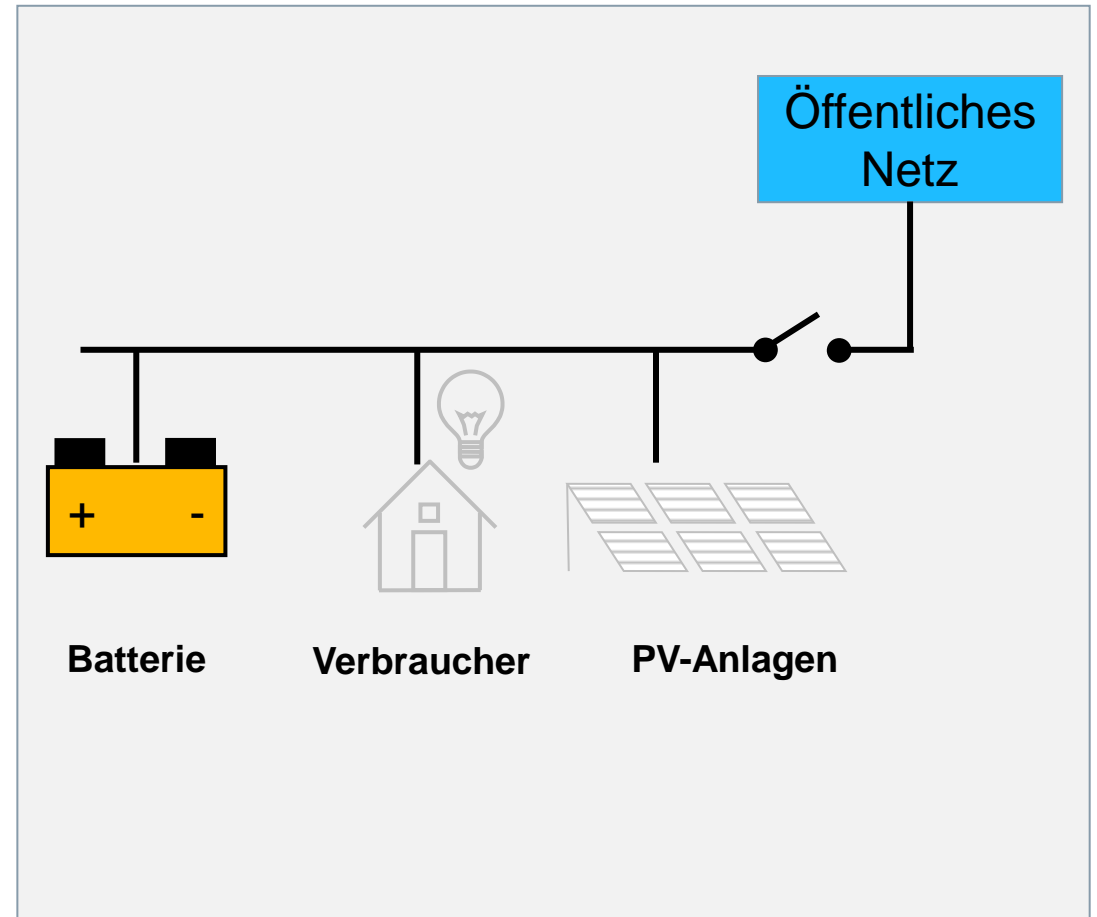 Öffentliches
Netz
+ -
Batterie
Verbraucher
PV-Anlagen